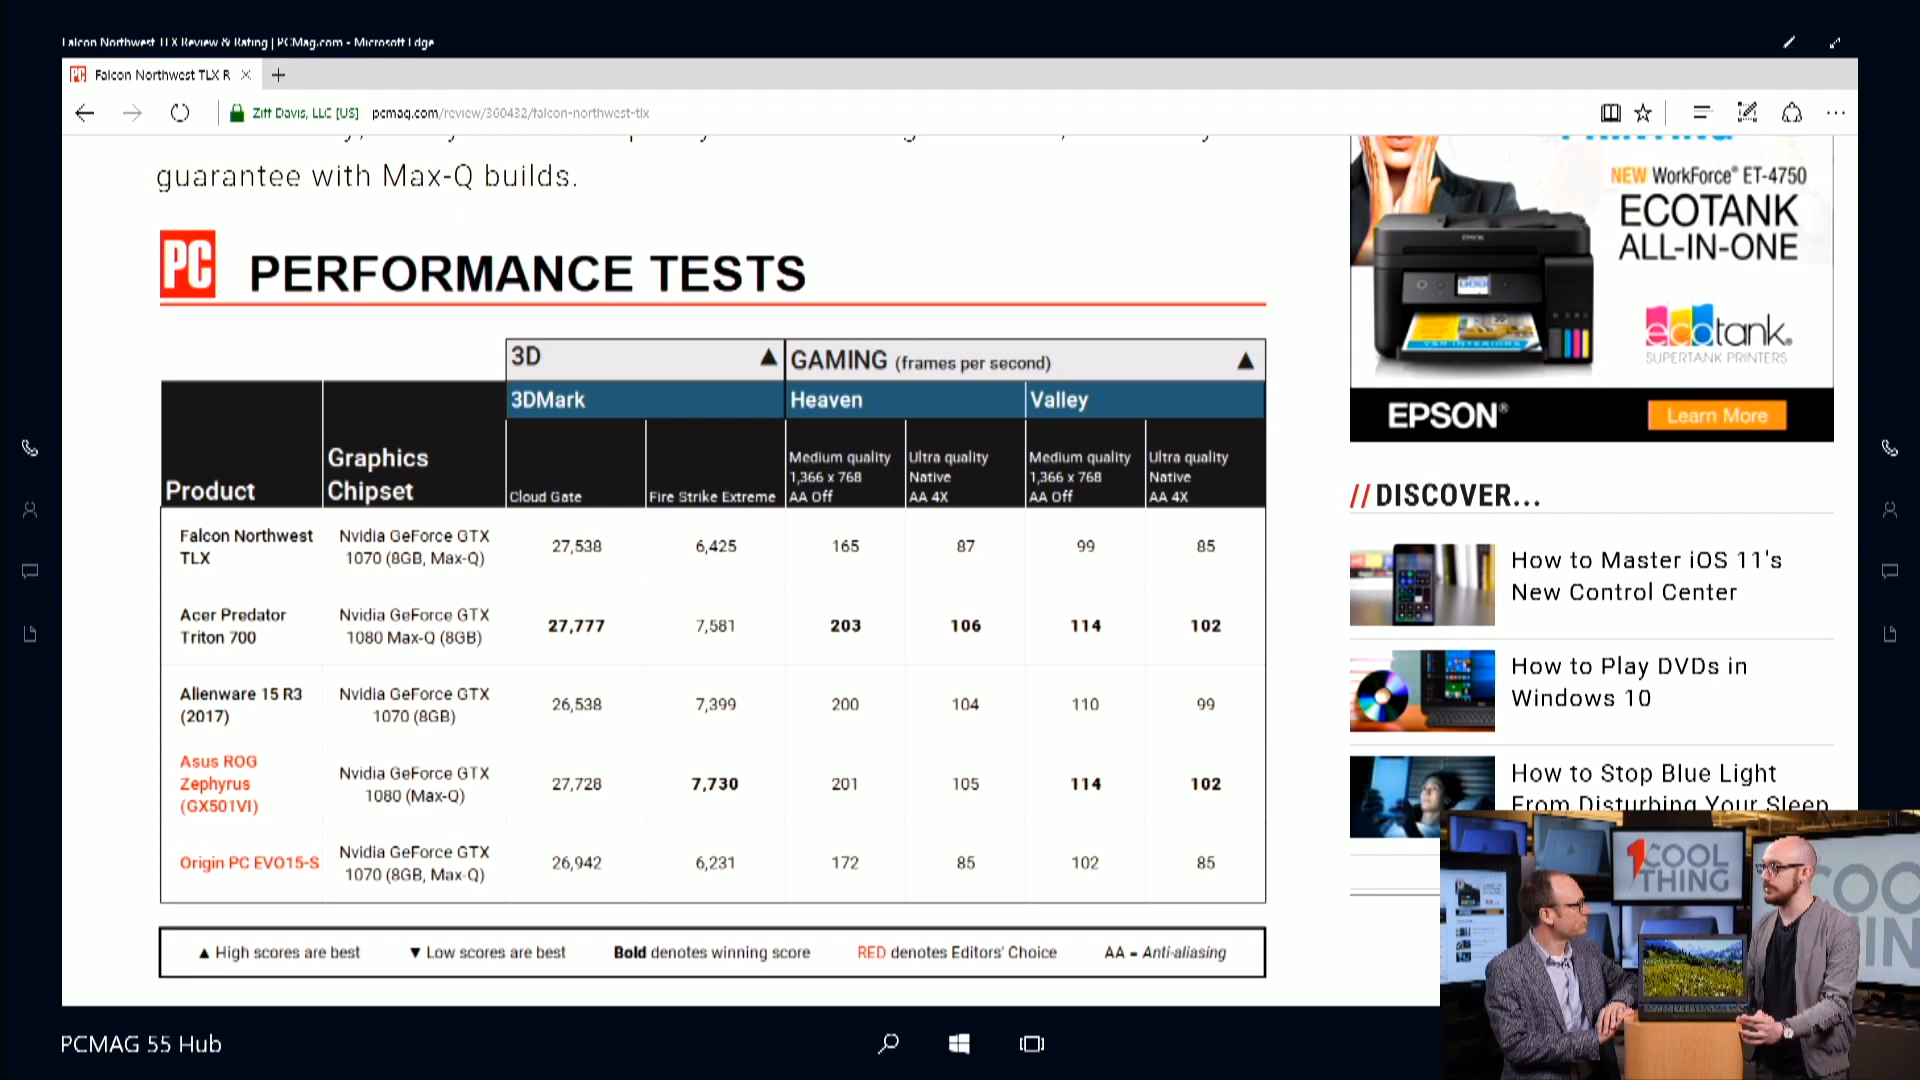 Falcon Northwest TLX Review & Rating | PCMag.com - Microsoft Edge
PC Falcon Northwest TLX R
Ziff Davis, LLC [US] pcmag.com/review/360432/falcon-northwest-tlx
guarantee with Max-Q builds.
PC PERFORMANCE TESTS
3D ▲ GAMING (frames per second) ▲
3DMark Heaven Valley
Product
Graphics
Chipset
Cloud Gate
Fire Strike Extreme
Medium quality
1,366 x 768
AA Off
Ultra quality
Native
AA 4X
Medium quality
1,366 x 768
AA Off
Ultra quality
Native
AA 4X
Falcon Northwest
TLX
Nvidia GeForce GTX
1070 (8GB, Max-Q)
27,538 6,425 165 87 99 85
Acer Predator
Triton 700
Nvidia GeForce GTX
1080 Max-Q (8GB)
27,777 7,581 203 106 114 102
Alienware 15 R3
(2017)
Nvidia GeForce GTX
1070 (8GB)
26,538 7,399 200 104 110 99
Asus ROG
Zephyrus
(GX501VI)
Nvidia GeForce GTX
1080 (Max-Q)
27,728 7,730 201 105 114 102
Origin PC EVO15-S
Nvidia GeForce GTX
1070 (8GB, Max-Q)
26,942 6,231 172 85 102 85
▲ High scores are best ▼ Low scores are best Bold denotes winning score RED denotes Editors' Choice AA = Anti-aliasing
NEW WorkForce® ET-4750
ECOTANK
ALL-IN-ONE
ecotank®
SUPERTANK PRINTERS
EPSON® Learn More
// DISCOVER...
How to Master iOS 11's
New Control Center
How to Play DVDs in
Windows 10
How to Stop Blue Light
From Disturbing Your Sleep
1 COOL
THING
PCMAG 55 Hub